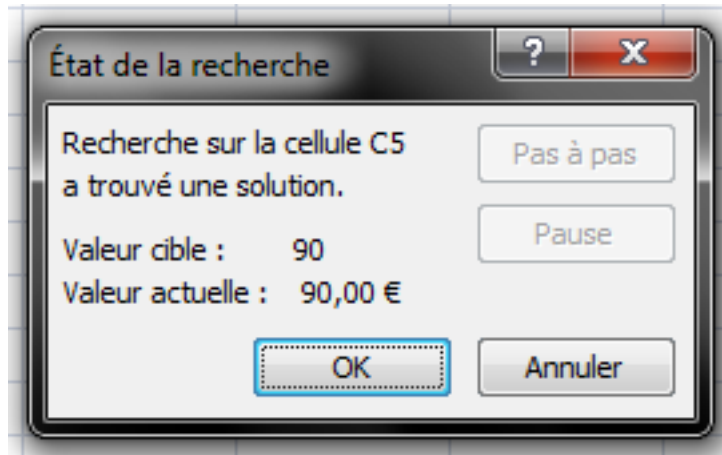 État de la recherche
?
X
Recherche sur la cellule C5
a trouvé une solution.
Pas à pas
Pause
Valeur cible : 90
Valeur actuelle : 90,00 €
OK
Annuler